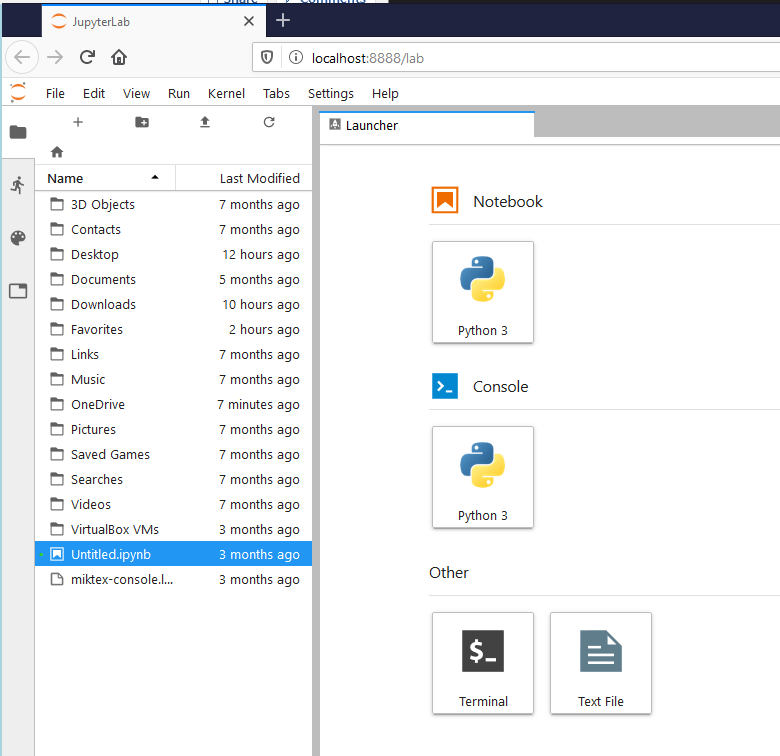 Share Comments
JupyterLab
localhost:8888/lab
File Edit View Run Kernel Tabs Settings Help
Launcher
Name Last Modified
3D Objects 7 months ago
Contacts 7 months ago
Desktop 12 hours ago
Documents 5 months ago
Downloads 10 hours ago
Favorites 2 hours ago
Links 7 months ago
Music 7 months ago
OneDrive 7 minutes ago
Pictures 7 months ago
Saved Games 7 months ago
Searches 7 months ago
Videos 7 months ago
VirtualBox VMs 3 months ago
Untitled.ipynb 3 months ago
miktex-console.l... 3 months ago
Notebook
Python 3
Console
Python 3
Other
$_
Terminal Text File